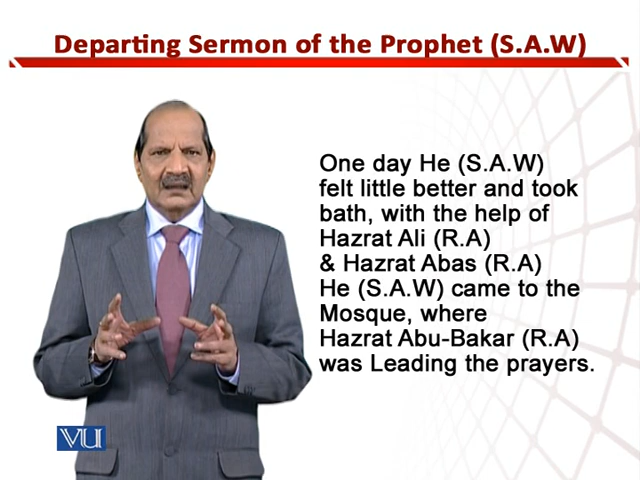 Departing Sermon of the Prophet (S.A.W)
One day He (S.A.W)
felt little better and took
bath, with the help of
Hazrat Ali (R.A)
& Hazrat Abas (R.A)
He (S.A.W) came to the
Mosque, where
Hazrat Abu-Bakar (R.A)
was Leading the prayers.
VU